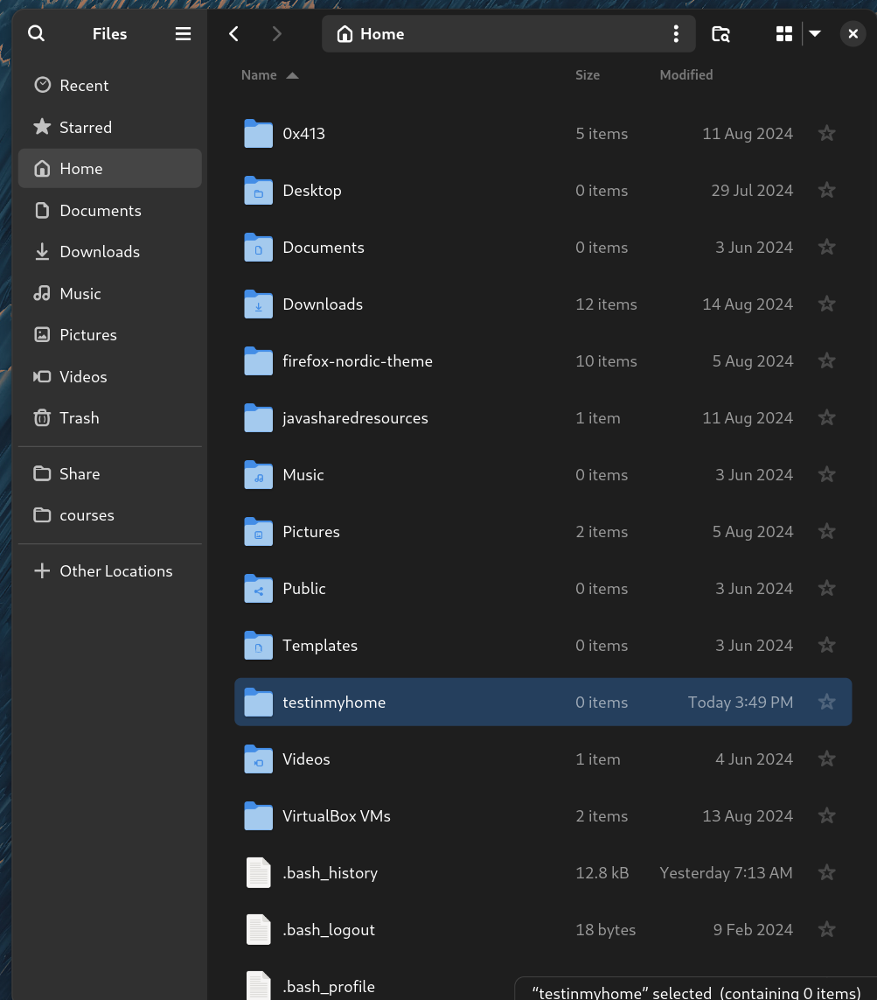 Files
Home
Recent
Starred
Home
Documents
Downloads
Music
Pictures
Videos
Trash
Share
courses
Other Locations
Name Size Modified
0x413 5 items 11 Aug 2024
Desktop 0 items 29 Jul 2024
Documents 0 items 3 Jun 2024
Downloads 12 items 14 Aug 2024
firefox-nordic-theme 10 items 5 Aug 2024
javasharedresources 1 item 11 Aug 2024
Music 0 items 3 Jun 2024
Pictures 2 items 5 Aug 2024
Public 0 items 3 Jun 2024
Templates 0 items 3 Jun 2024
testinmyhome 0 items Today 3:49 PM
Videos 1 item 4 Jun 2024
VirtualBox VMs 2 items 13 Aug 2024
.bash_history 12.8 kB Yesterday 7:13 AM
.bash_logout 18 bytes 9 Feb 2024
.bash_profile
“testinmyhome” selected (containing 0 items)